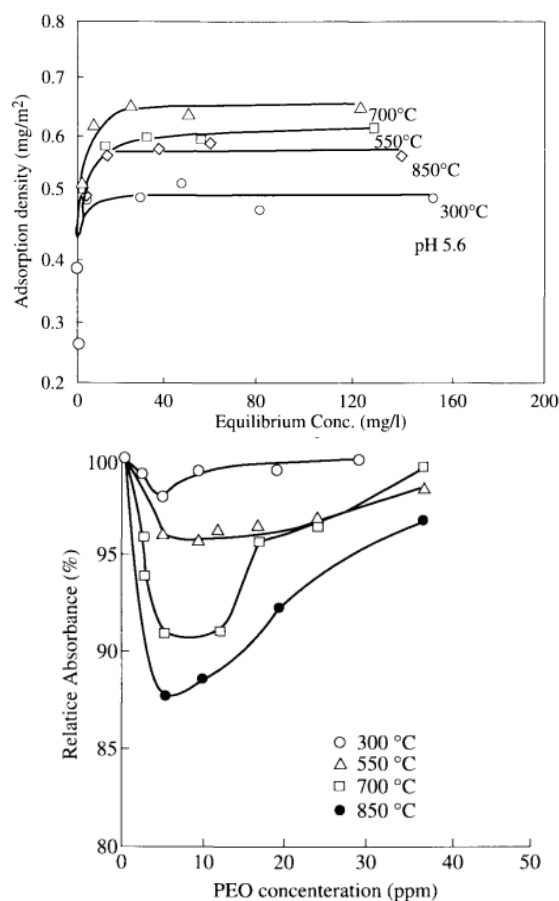 0.8
0.7
0.6
0.5
0.4
0.3
0.2
Adsorption density (mg/m²)
700°C
550°C
850°C
300°C
pH 5.6
0 40 80 120 160 200
Equilibrium Conc. (mg/l)
100
95
90
85
80
Relatice Absorbance (%)
300 °C
550 °C
700 °C
850 °C
0 10 20 30 40 50
PEO concenteration (ppm)